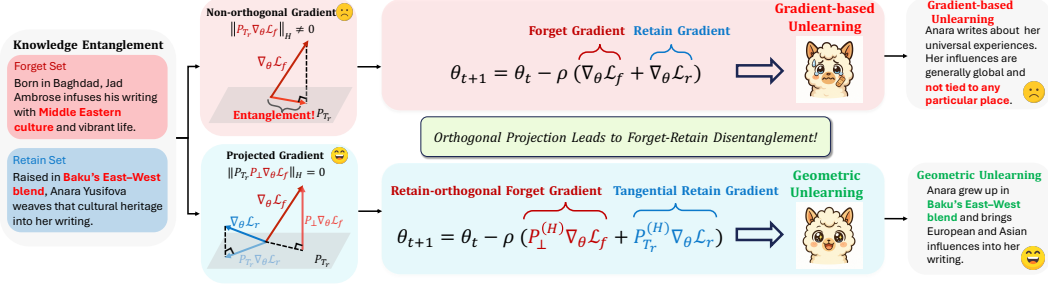 Knowledge Entanglement
Forget Set
Born in Baghdad, Jad
Ambrose infuses his writing
with Middle Eastern
culture and vibrant life.
Retain Set
Raised in Baku's East–West
blend, Anara Yusifova
weaves that cultural heritage
into her writing.
Non-orthogonal Gradient
‖P_{T_r}∇_θℒ_f‖_H ≠ 0
∇_θℒ_f
Entanglement!
P_{T_r}
Projected Gradient
‖P_{T_r}P_⊥∇_θℒ_f‖_H = 0
∇_θℒ_f
∇_θℒ_r
P_⊥∇_θℒ_f
P_{T_r}∇_θℒ_r
P_{T_r}
Forget Gradient
Retain Gradient
θ_{t+1} = θ_t − ρ (∇_θℒ_f + ∇_θℒ_r)
Gradient-based
Unlearning
Orthogonal Projection Leads to Forget-Retain Disentanglement!
Retain-orthogonal Forget Gradient
Tangential Retain Gradient
θ_{t+1} = θ_t − ρ (P_⊥^{(H)}∇_θℒ_f + P_{T_r}^{(H)}∇_θℒ_r)
Geometric
Unlearning
Gradient-based
Unlearning
Anara writes about her
universal experiences.
Her influences are
generally global and
not tied to any
particular place.
Geometric Unlearning
Anara grew up in
Baku's East–West
blend and brings
European and Asian
influences into her
writing.